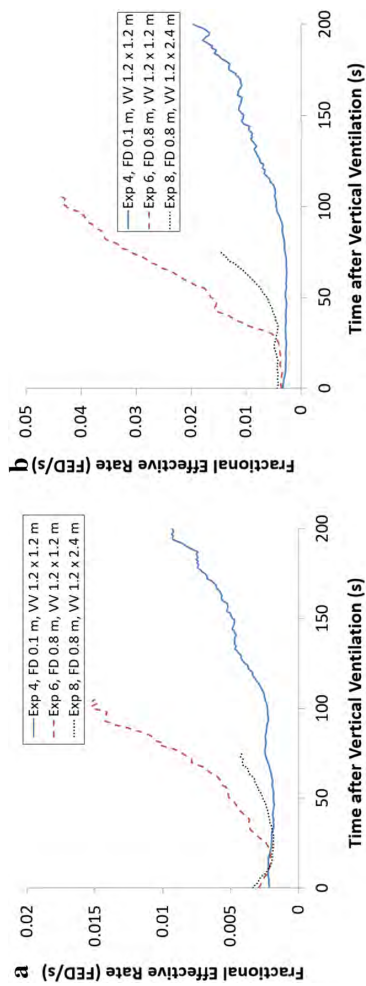 a
Fractional Effective Rate (FED/s)
0.02
0.015
0.01
0.005
0
Exp 4, FD 0.1 m, VV 1.2 x 1.2 m
Exp 6, FD 0.8 m, VV 1.2 x 1.2 m
Exp 8, FD 0.8 m, VV 1.2 x 2.4 m
0 50 100 150 200
Time after Vertical Ventilation (s)
b
Fractional Effective Rate (FED/s)
0.05
0.04
0.03
0.02
0.01
0
Exp 4, FD 0.1 m, VV 1.2 x 1.2 m
Exp 6, FD 0.8 m, VV 1.2 x 1.2 m
Exp 8, FD 0.8 m, VV 1.2 x 2.4 m
0 50 100 150 200
Time after Vertical Ventilation (s)